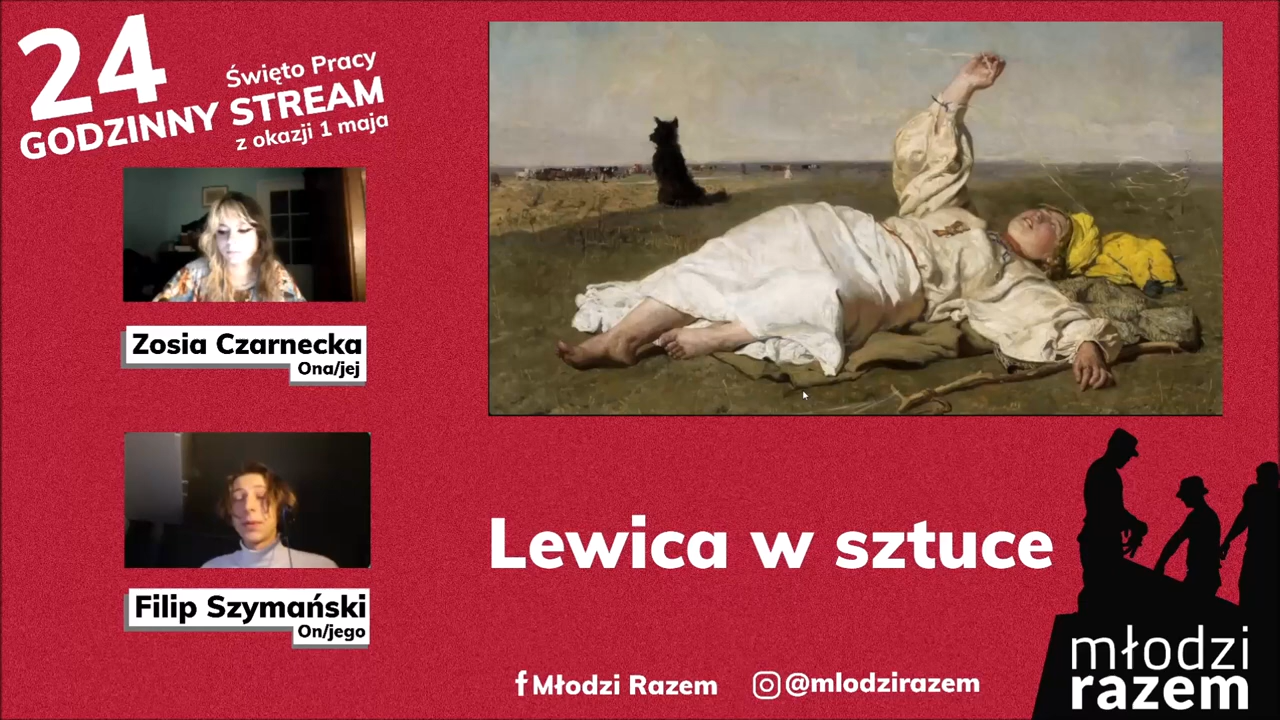 24
Święto Pracy
GODZINNY STREAM
z okazji 1 maja
Zosia Czarnecka
Ona/jej
Filip Szymański
On/jego
Lewica w sztuce
młodzi
razem
f Młodzi Razem
@mlodzirazem